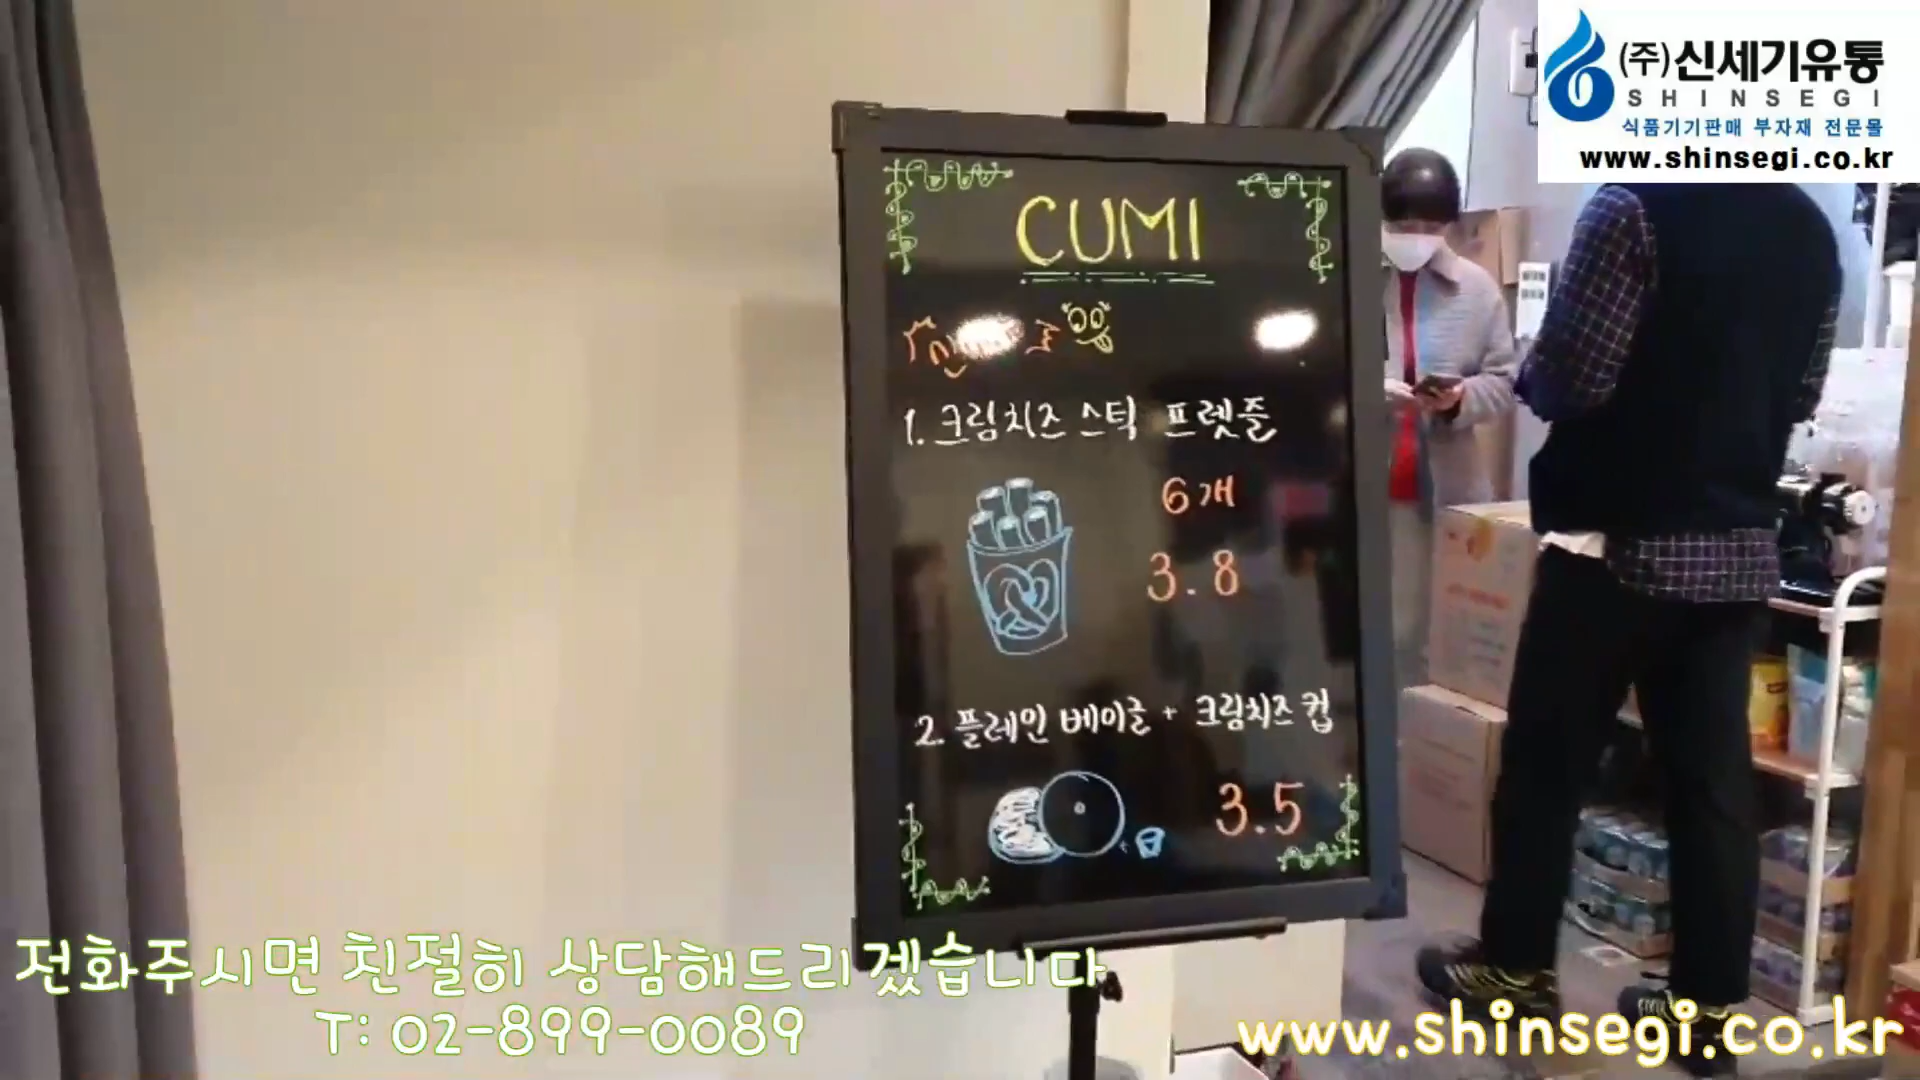 (주)신세기유통
SHINSEGI
식품기기판매 부자재 전문몰
www.shinsegi.co.kr
CUMI
1. 크림치즈 스틱 프렛즐
6개
3.8
2. 플레인 베이글 + 크림치즈 컵
3.5
전화주시면 친절히 상담해드리겠습니다
T: 02-899-0089
www.shinsegi.co.kr